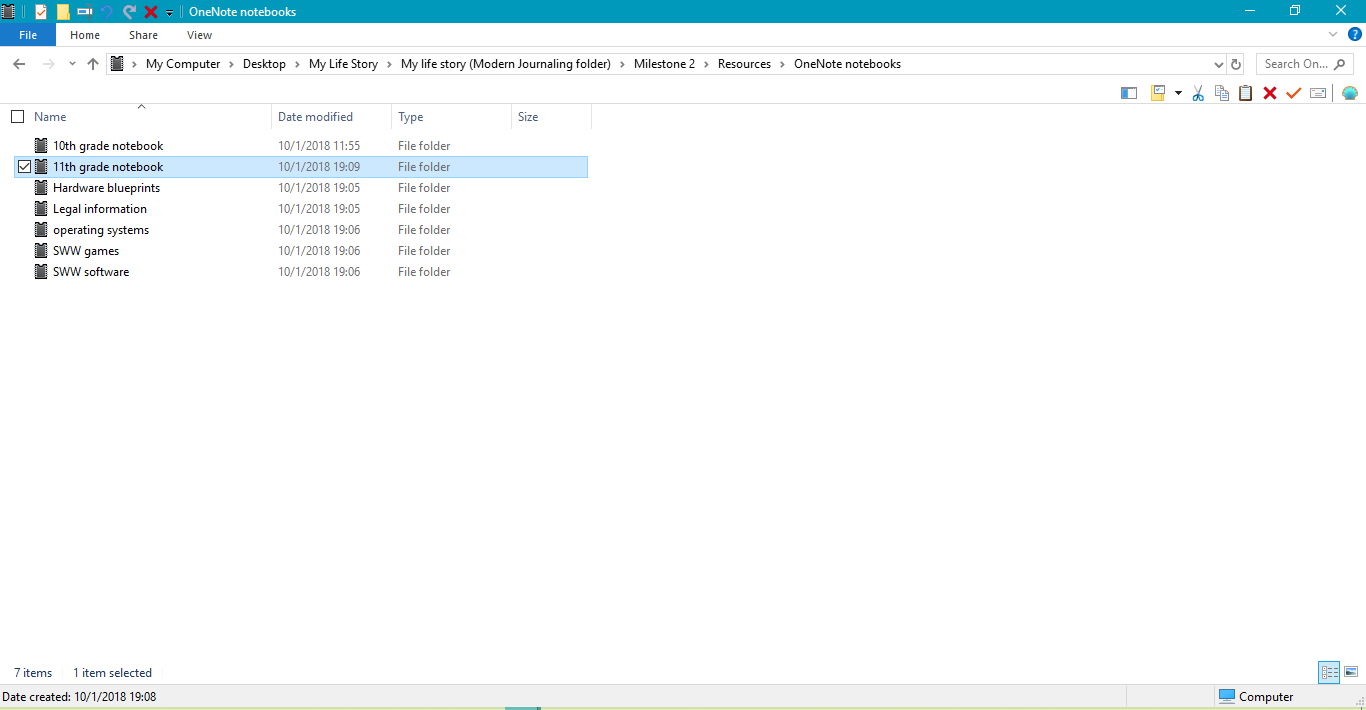 OneNote notebooks
File Home Share View
My Computer Desktop My Life Story My life story (Modern Journaling folder) Milestone 2 Resources OneNote notebooks Search On...
Name Date modified Type Size
10th grade notebook 10/1/2018 11:55 File folder
11th grade notebook 10/1/2018 19:09 File folder
Hardware blueprints 10/1/2018 19:05 File folder
Legal information 10/1/2018 19:05 File folder
operating systems 10/1/2018 19:06 File folder
SWW games 10/1/2018 19:06 File folder
SWW software 10/1/2018 19:06 File folder
7 items 1 item selected
Date created: 10/1/2018 19:08 Computer